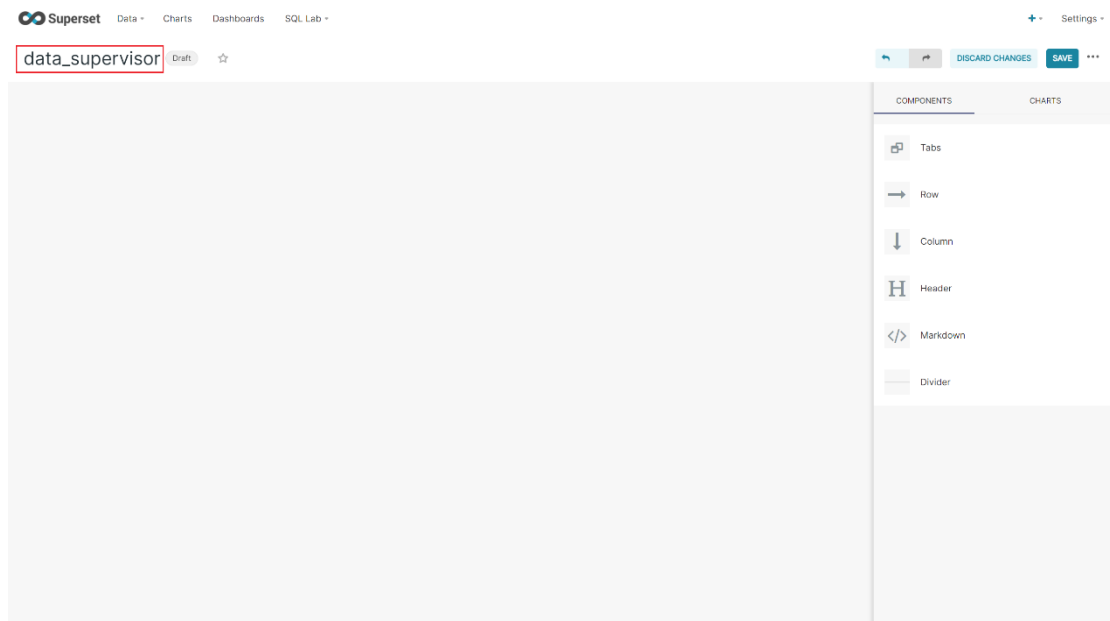 Superset Data Charts Dashboards SQL Lab + Settings
data_supervisor Draft DISCARD CHANGES SAVE ...
COMPONENTS CHARTS
Tabs
Row
Column
H Header
</> Markdown
Divider